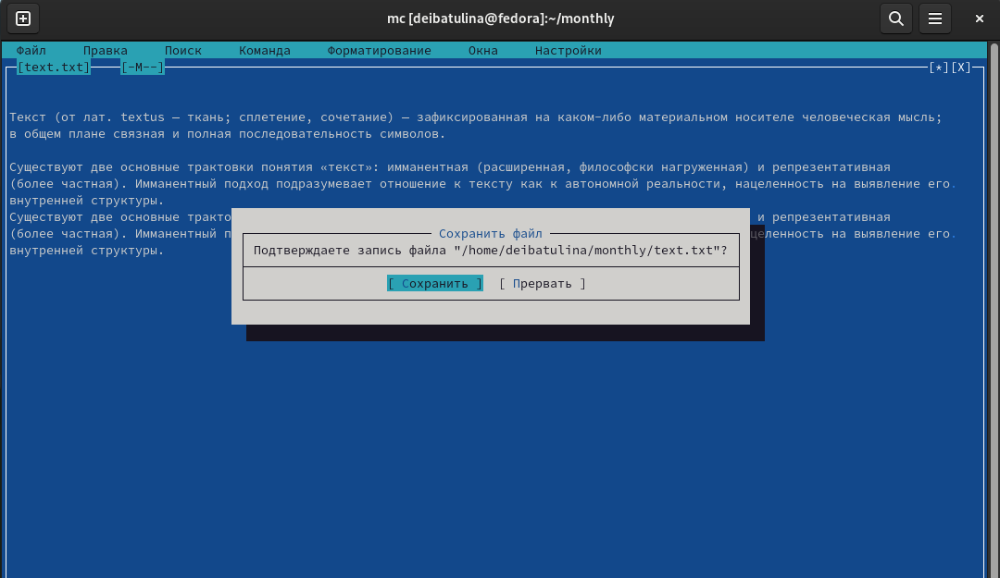 mc [deibatulina@fedora]:~/monthly
Файл Правка Поиск Команда Форматирование Окна Настройки
[text.txt] [-M--] [*][X]
Текст (от лат. textus — ткань; сплетение, сочетание) — зафиксированная на каком-либо материальном носителе человеческая мысль;
в общем плане связная и полная последовательность символов.
Существуют две основные трактовки понятия «текст»: имманентная (расширенная, философски нагруженная) и репрезентативная
(более частная). Имманентный подход подразумевает отношение к тексту как к автономной реальности, нацеленность на выявление его.
внутренней структуры.
Существуют две основные тракто и репрезентативная
(более частная). Имманентный п целенность на выявление его.
внутренней структуры.
Сохранить файл
Подтверждаете запись файла "/home/deibatulina/monthly/text.txt"?
[ Сохранить ] [ Прервать ]